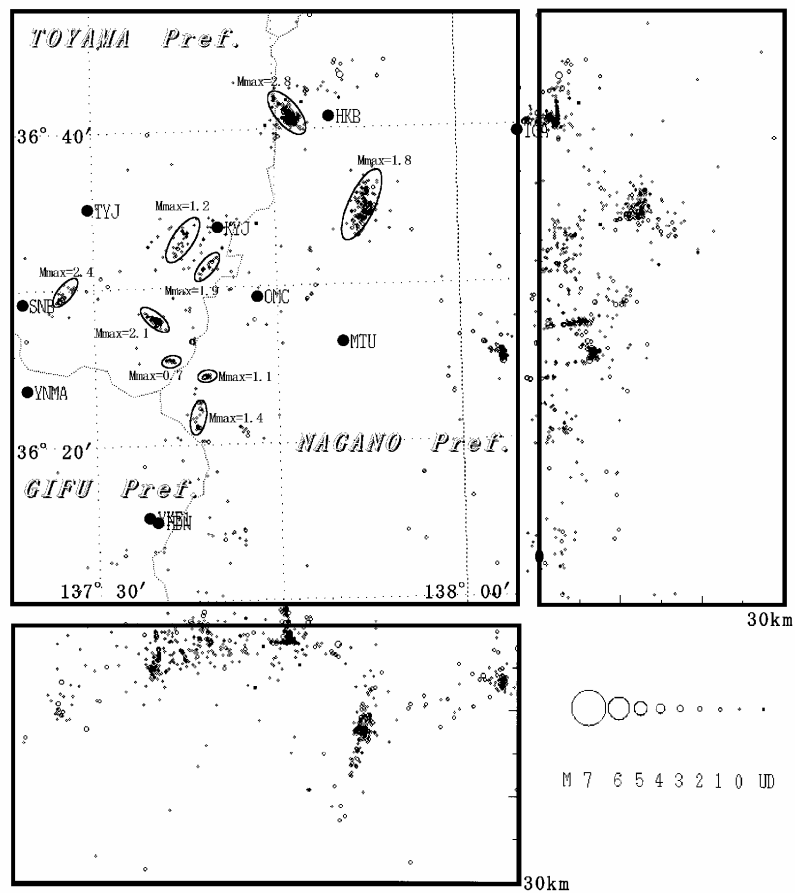 TOYAMA Pref.
Mmax=2.8
HKB
36° 40′
Mmax=1.8
TYJ
Mmax=1.2
KYJ
Mmax=2.4
Mmax=1.9
OMC
SNB
Mmax=2.1
MTU
Mmax=0.7
Mmax=1.1
YNMA
Mmax=1.4
36° 20′
NAGANO Pref.
GIFU Pref.
137° 30′
138° 00′
30km
M 7 6 5 4 3 2 1 0 UD
30km